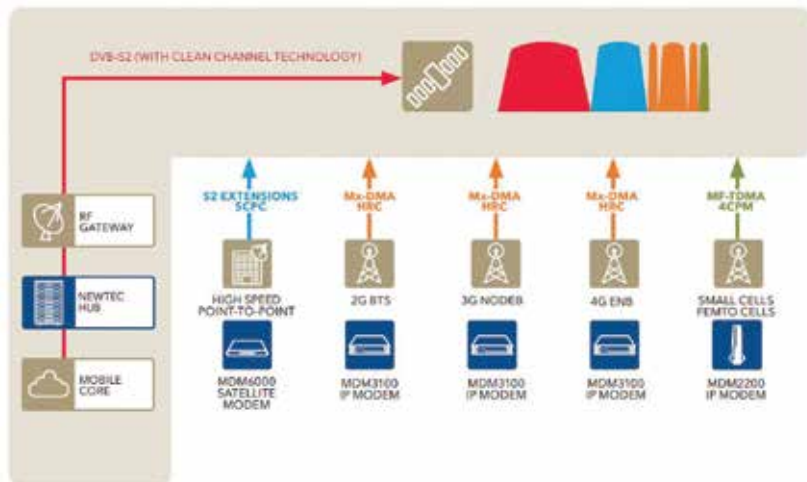 DVB-S2 (WITH CLEAN CHANNEL TECHNOLOGY)
S2 EXTENSIONS
SCPC
Mx-DMA
HRC
Mx-DMA
HRC
Mx-DMA
HRC
MF-TDMA
4CPM
RF
GATEWAY
NEWTEC
HUB
MOBILE
CORE
HIGH SPEED
POINT-TO-POINT
2G BTS
3G NODEB
4G ENB
SMALL CELLS
FEMTO CELLS
MDM6000
SATELLITE
MODEM
MDM3100
IP MODEM
MDM3100
IP MODEM
MDM3100
IP MODEM
MDM2200
IP MODEM